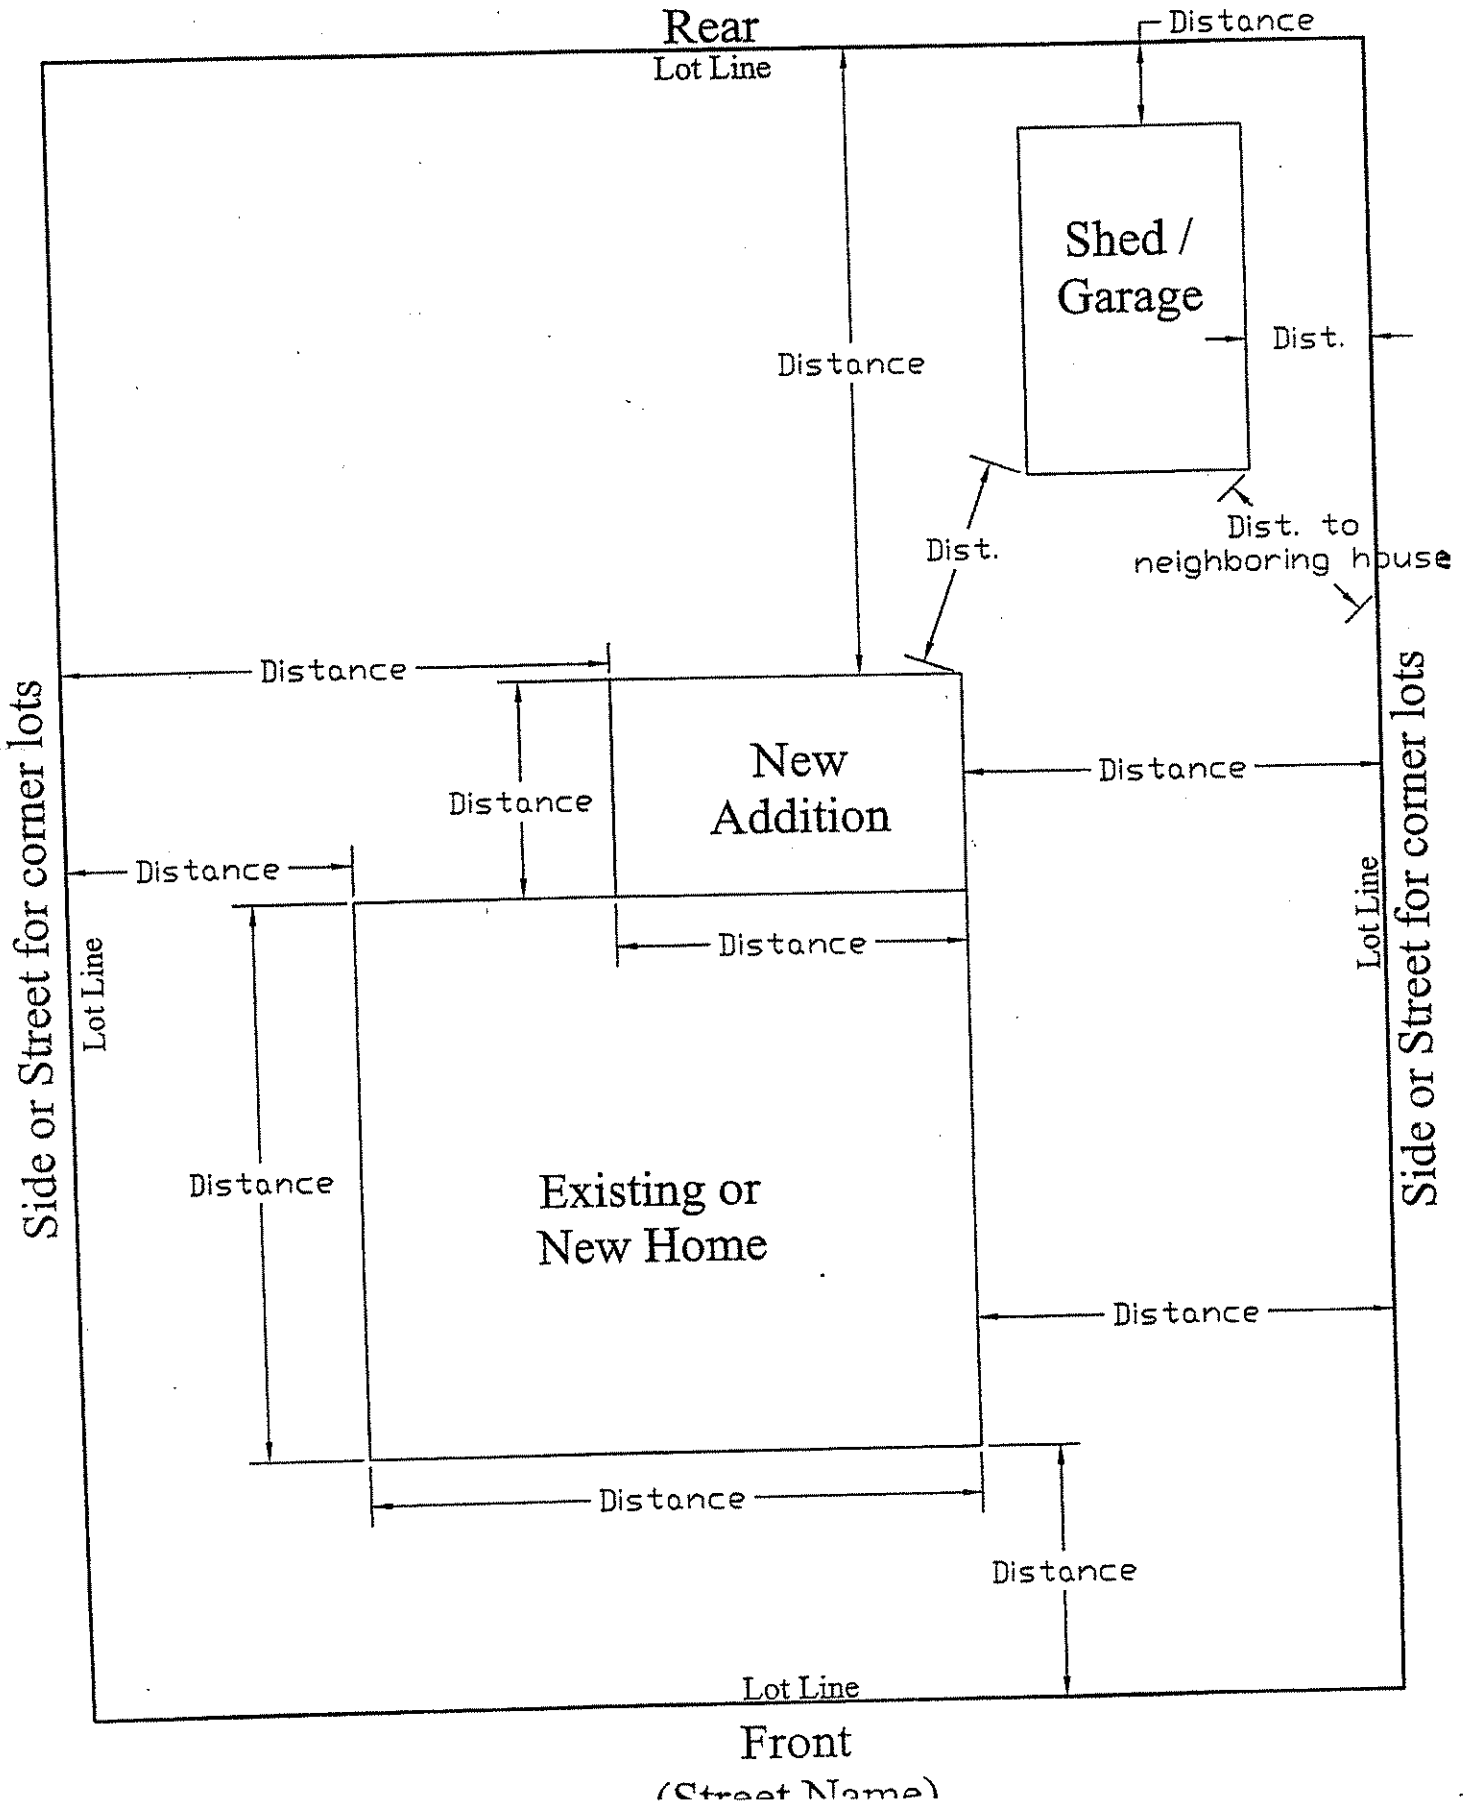 Rear
Lot Line
Distance
Shed /
Garage
Dist.
Distance
Dist. to
neighboring house
Dist.
Distance
New
Addition
Distance
Distance
Distance
Distance
Side or Street for corner lots
Lot Line
Lot Line
Side or Street for corner lots
Distance
Existing or
New Home
Distance
Distance
Distance
Lot Line
Front
(Street Name)